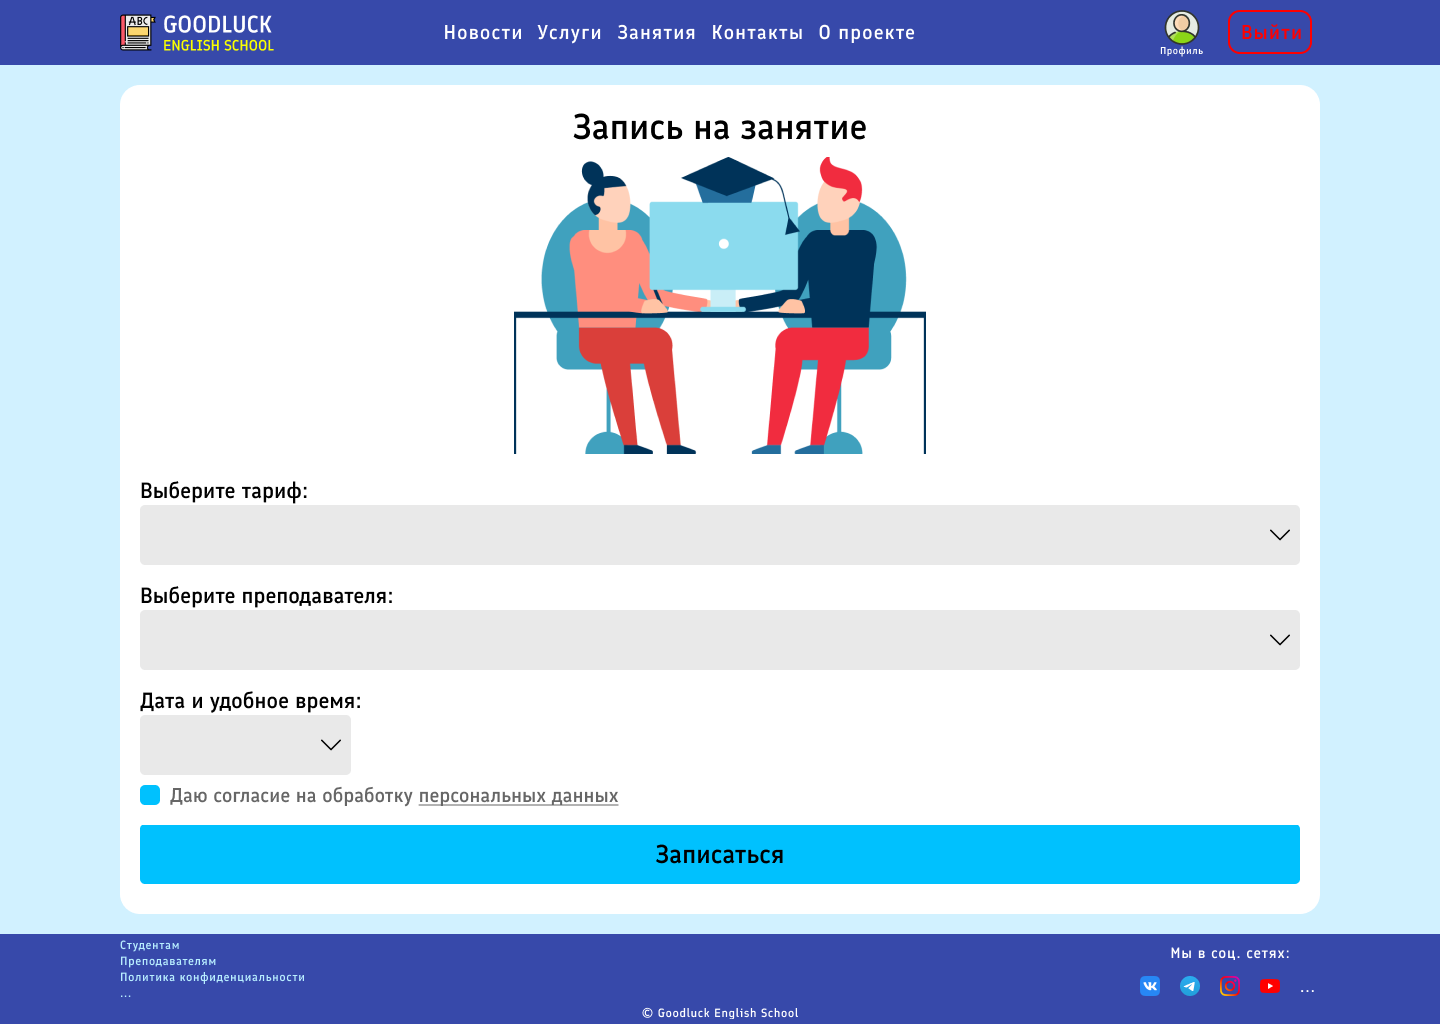 ABC
GOODLUCK
ENGLISH SCHOOL
Новости Услуги Занятия Контакты О проекте
Профиль
Выйти
Запись на занятие
Выберите тариф:
Выберите преподавателя:
Дата и удобное время:
Даю согласие на обработку персональных данных
Записаться
Студентам
Преподавателям
Политика конфиденциальности
...
Мы в соц. сетях:
...
© Goodluck English School